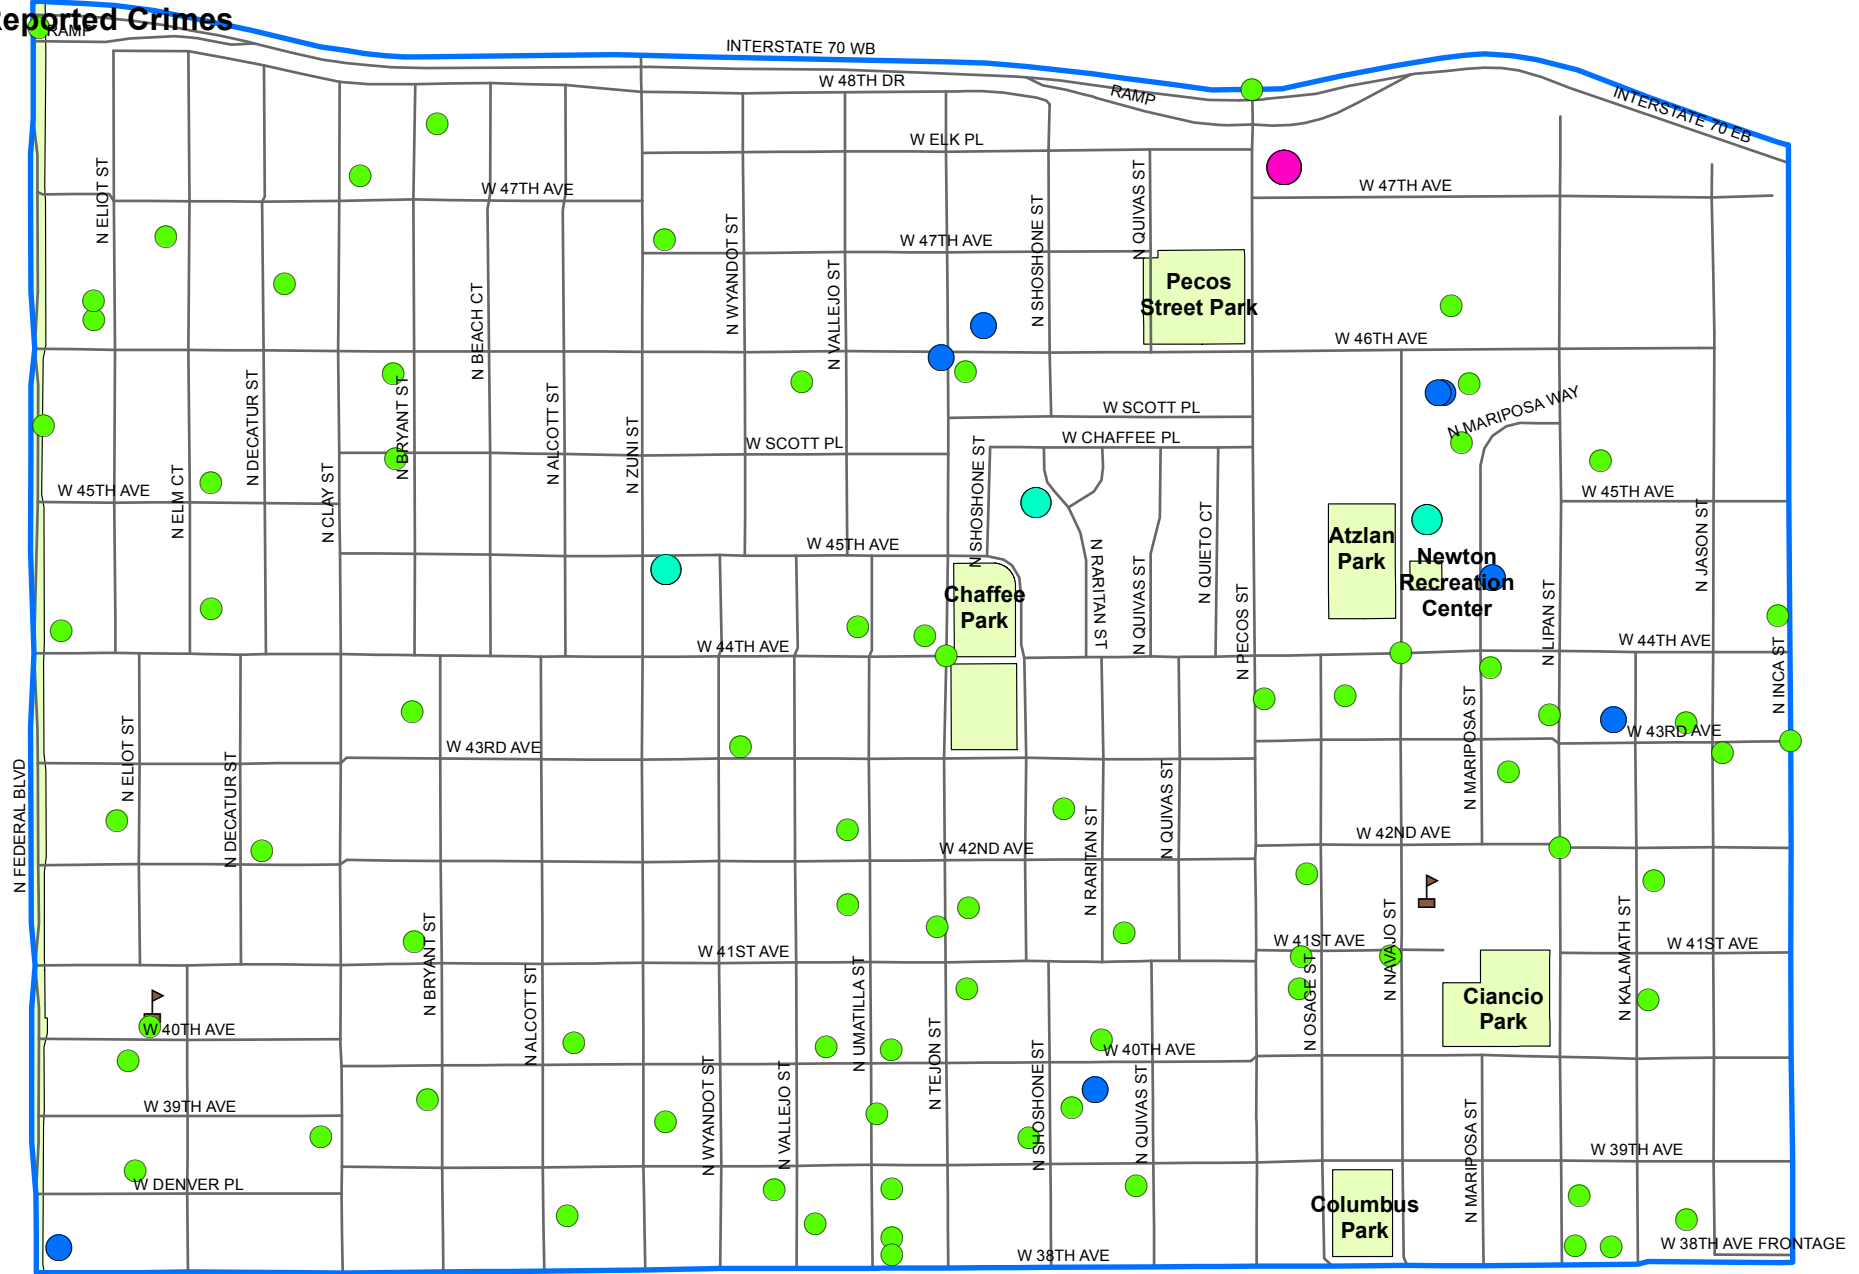 Reported Crimes
RAMP
INTERSTATE 70 WB
W 48TH DR
RAMP
INTERSTATE 70 EB
W ELK PL
N ELIOT ST
W 47TH AVE
N QUIVAS ST
W 47TH AVE
N WYANDOT ST
N SHOSHONE ST
W 47TH AVE
N VALLEJO ST
Pecos
Street Park
N BEACH CT
W 46TH AVE
N DECATUR ST
N BRYANT ST
N ALCOTT ST
N ZUNI ST
W SCOTT PL
N MARIPOSA WAY
W SCOTT PL
W CHAFFEE PL
N SHOSHONE ST
W 45TH AVE
N ELM CT
N CLAY ST
W 45TH AVE
N JASON ST
W 45TH AVE
N RARITAN ST
N QUIVAS ST
N QUIETO CT
N PECOS ST
Atzlan
Park
Newton
Recreation
Center
N LIPAN ST
Chaffee
Park
W 44TH AVE
W 44TH AVE
N INCA ST
N ELIOT ST
N DECATUR ST
W 43RD AVE
N MARIPOSA ST
W 43RD AVE
N FEDERAL BLVD
N RARITAN ST
N QUIVAS ST
W 42ND AVE
W 42ND AVE
N BRYANT ST
N ALCOTT ST
W 41ST AVE
N UMATILLA ST
W 41ST AVE
N OSAGE ST
N NAVAJO ST
N KALAMATH ST
W 41ST AVE
Ciancio
Park
W 40TH AVE
N TEJON ST
N SHOSHONE ST
W 40TH AVE
N WYANDOT ST
N VALLEJO ST
N QUIVAS ST
W 39TH AVE
N MARIPOSA ST
W 39TH AVE
W DENVER PL
Columbus
Park
W 38TH AVE
W 38TH AVE FRONTAGE